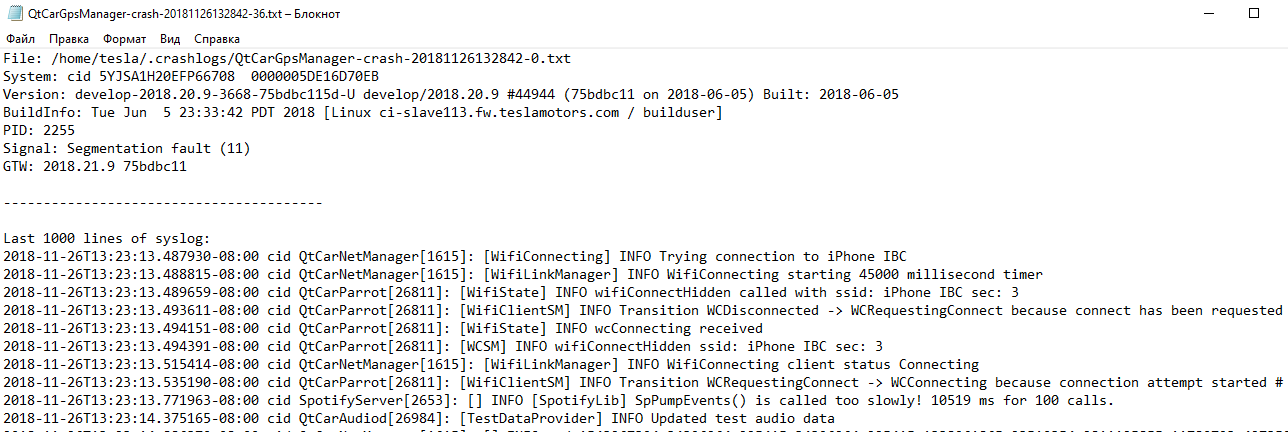 QtCarGpsManager-crash-20181126132842-36.txt – Блокнот
Файл Правка Формат Вид Справка
File: /home/tesla/.crashlogs/QtCarGpsManager-crash-20181126132842-0.txt
System: cid 5YJSA1H20EFP66708  0000005DE16D70EB
Version: develop-2018.20.9-3668-75bdbc115d-U develop/2018.20.9 #44944 (75bdbc11 on 2018-06-05) Built: 2018-06-05
BuildInfo: Tue Jun  5 23:33:42 PDT 2018 [Linux ci-slave113.fw.teslamotors.com / builduser]
PID: 2255
Signal: Segmentation fault (11)
GTW: 2018.21.9 75bdbc11
----------------------------------------
Last 1000 lines of syslog:
2018-11-26T13:23:13.487930-08:00 cid QtCarNetManager[1615]: [WifiConnecting] INFO Trying connection to iPhone IBC
2018-11-26T13:23:13.488815-08:00 cid QtCarNetManager[1615]: [WifiLinkManager] INFO WifiConnecting starting 45000 millisecond timer
2018-11-26T13:23:13.489659-08:00 cid QtCarParrot[26811]: [WifiState] INFO wifiConnectHidden called with ssid: iPhone IBC sec: 3
2018-11-26T13:23:13.493611-08:00 cid QtCarParrot[26811]: [WifiClientSM] INFO Transition WCDisconnected -> WCRequestingConnect because connect has been requested
2018-11-26T13:23:13.494151-08:00 cid QtCarParrot[26811]: [WifiState] INFO wcConnecting received
2018-11-26T13:23:13.494391-08:00 cid QtCarParrot[26811]: [WCSM] INFO wifiConnectHidden ssid: iPhone IBC sec: 3
2018-11-26T13:23:13.515414-08:00 cid QtCarNetManager[1615]: [WifiLinkManager] INFO WifiConnecting client status Connecting
2018-11-26T13:23:13.535190-08:00 cid QtCarParrot[26811]: [WifiClientSM] INFO Transition WCRequestingConnect -> WCConnecting because connection attempt started #
2018-11-26T13:23:13.771963-08:00 cid SpotifyServer[2653]: [] INFO [SpotifyLib] SpPumpEvents() is called too slowly! 10519 ms for 100 calls.
2018-11-26T13:23:14.375165-08:00 cid QtCarAudiod[26984]: [TestDataProvider] INFO Updated test audio data